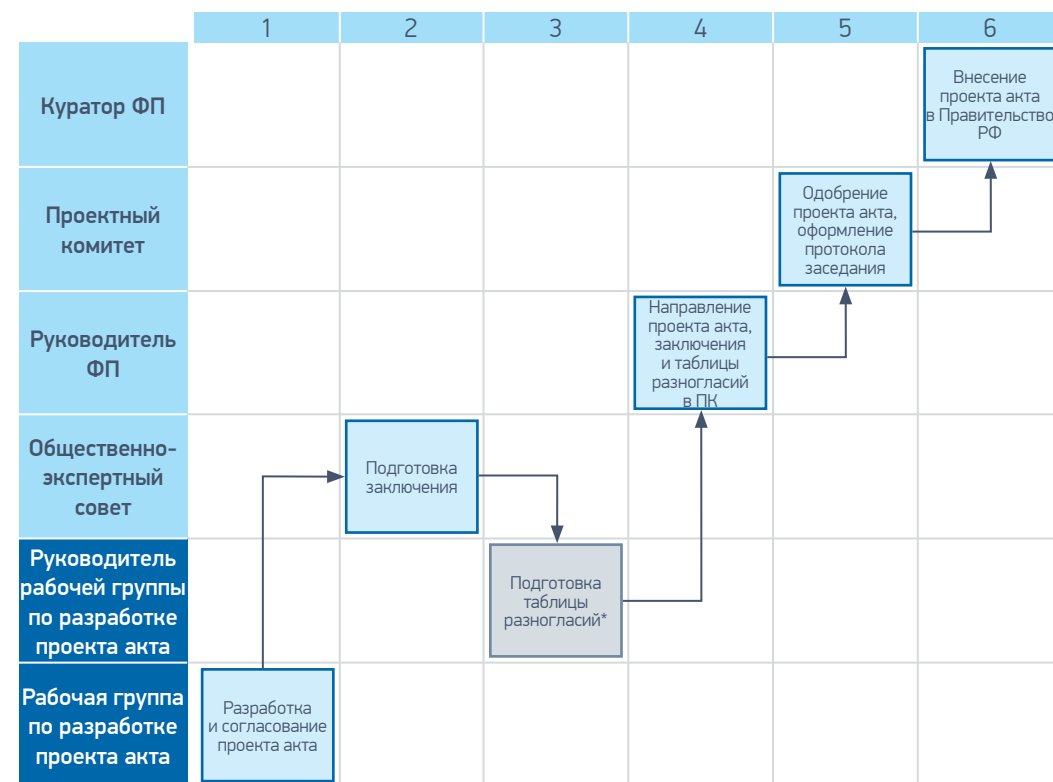 1 2 3 4 5 6
Куратор ФП
Внесение
проекта акта
в Правительство
РФ
Проектный
комитет
Одобрение
проекта акта,
оформление
протокола
заседания
Руководитель
ФП
Направление
проекта акта,
заключения
и таблицы
разногласий
в ПК
Общественно-
экспертный
совет
Подготовка
заключения
Руководитель
рабочей группы
по разработке
проекта акта
Подготовка
таблицы
разногласий*
Рабочая группа
по разработке
проекта акта
Разработка
и согласование
проекта акта